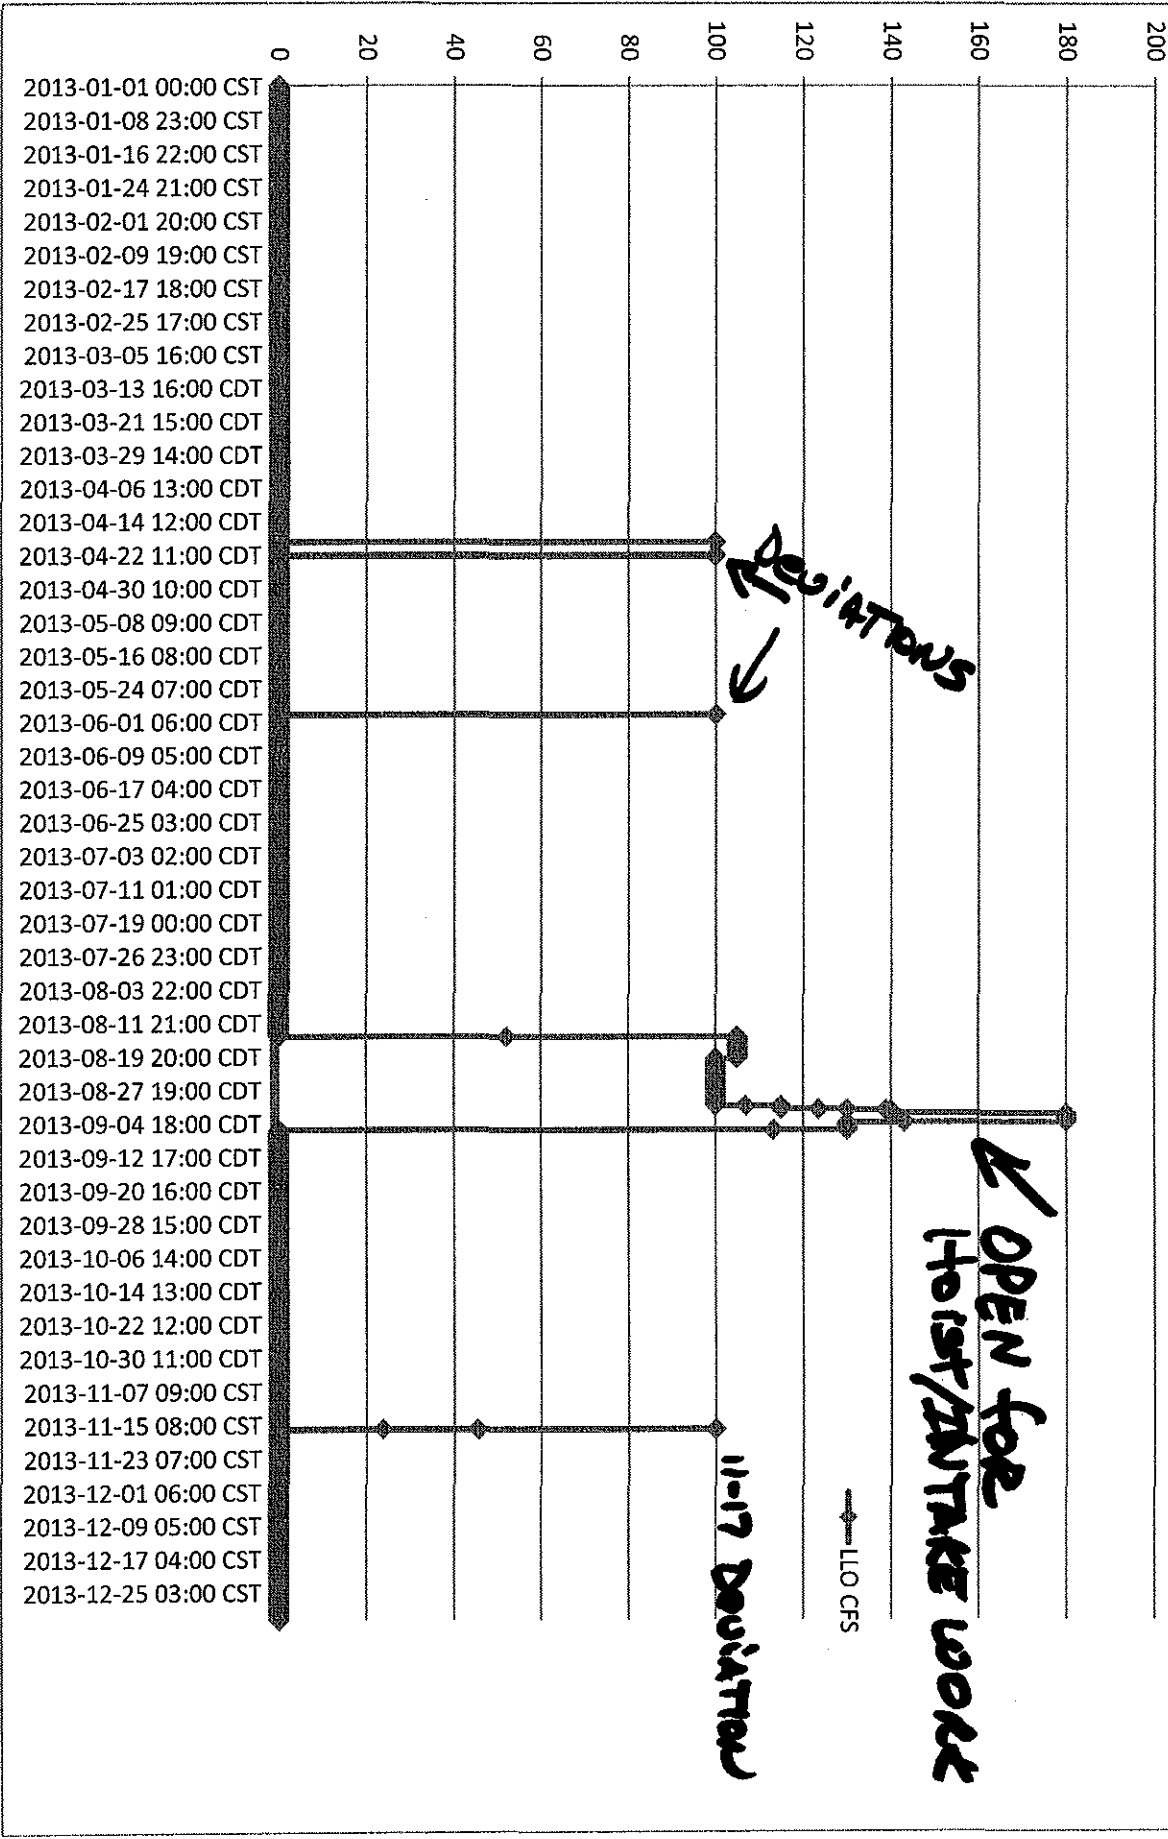 200
180
160
140
120
100
80
60
40
20
0
2013-01-01 00:00 CST
2013-01-08 23:00 CST
2013-01-16 22:00 CST
2013-01-24 21:00 CST
2013-02-01 20:00 CST
2013-02-09 19:00 CST
2013-02-17 18:00 CST
2013-02-25 17:00 CST
2013-03-05 16:00 CST
2013-03-13 16:00 CDT
2013-03-21 15:00 CDT
2013-03-29 14:00 CDT
2013-04-06 13:00 CDT
2013-04-14 12:00 CDT
2013-04-22 11:00 CDT
2013-04-30 10:00 CDT
2013-05-08 09:00 CDT
2013-05-16 08:00 CDT
2013-05-24 07:00 CDT
2013-06-01 06:00 CDT
2013-06-09 05:00 CDT
2013-06-17 04:00 CDT
2013-06-25 03:00 CDT
2013-07-03 02:00 CDT
2013-07-11 01:00 CDT
2013-07-19 00:00 CDT
2013-07-26 23:00 CDT
2013-08-03 22:00 CDT
2013-08-11 21:00 CDT
2013-08-19 20:00 CDT
2013-08-27 19:00 CDT
2013-09-04 18:00 CDT
2013-09-12 17:00 CDT
2013-09-20 16:00 CDT
2013-09-28 15:00 CDT
2013-10-06 14:00 CDT
2013-10-14 13:00 CDT
2013-10-22 12:00 CDT
2013-10-30 11:00 CDT
2013-11-07 09:00 CST
2013-11-15 08:00 CST
2013-11-23 07:00 CST
2013-12-01 06:00 CST
2013-12-09 05:00 CST
2013-12-17 04:00 CST
2013-12-25 03:00 CST
DEVIATIONS
OPEN for
Hoist/INTAKE WORK
LLO CFS
11-17 DEVIATION